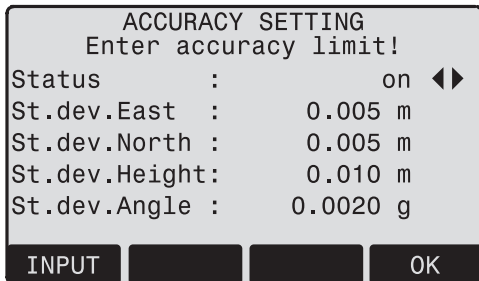 ACCURACY SETTING
Enter accuracy limit!
Status : on ◀▶
St.dev.East : 0.005 m
St.dev.North : 0.005 m
St.dev.Height: 0.010 m
St.dev.Angle : 0.0020 g
INPUT OK